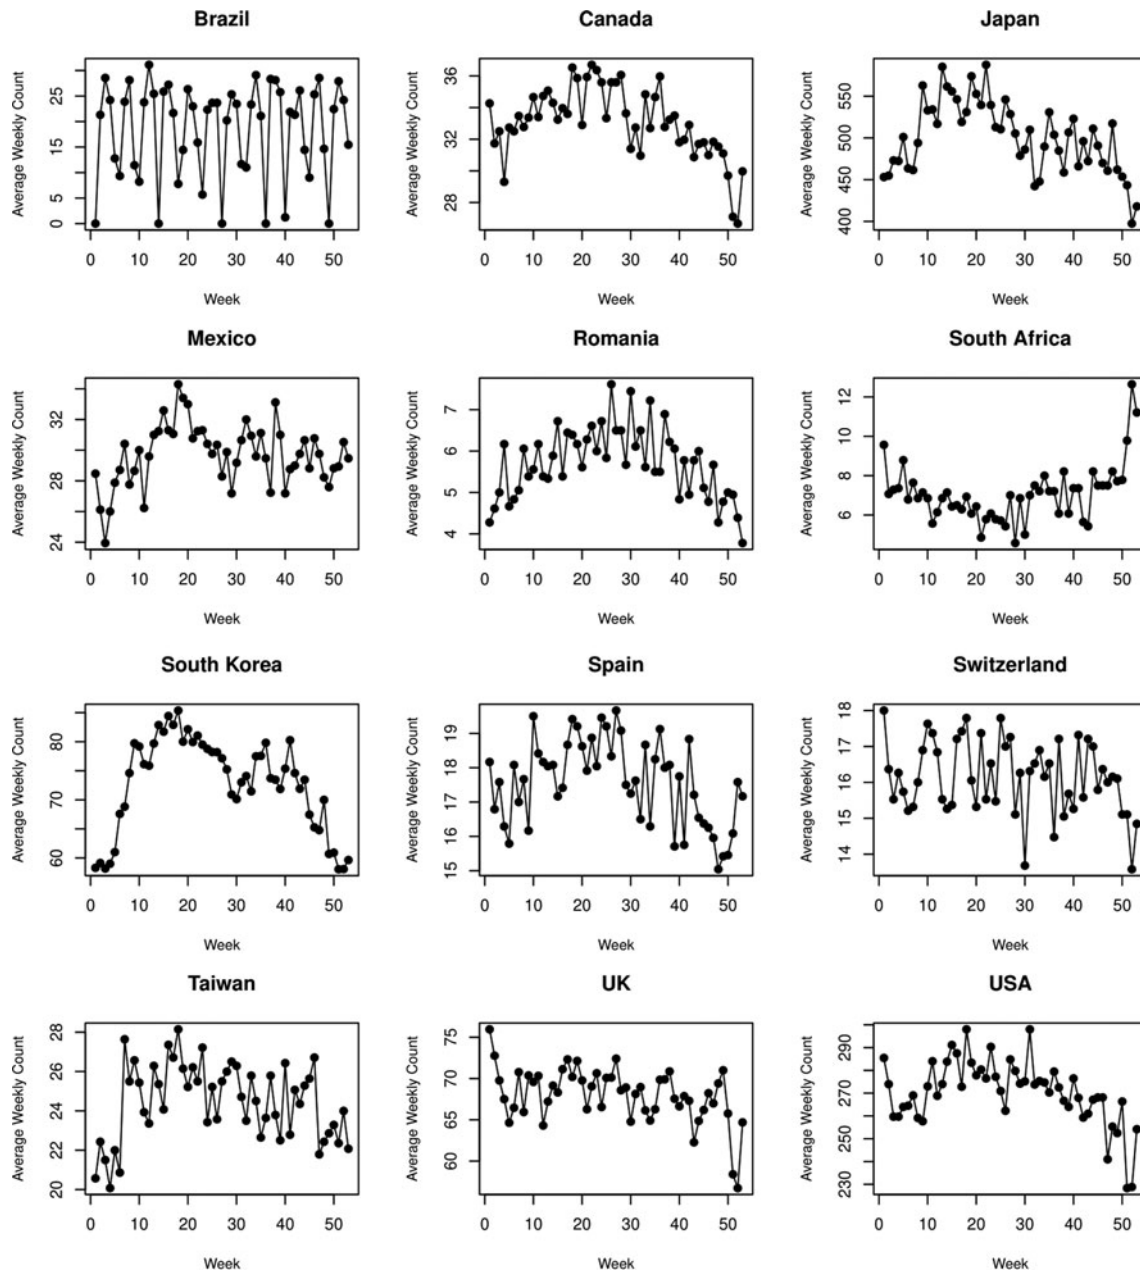 Brazil Canada Japan
Average Weekly Count Average Weekly Count Average Weekly Count
0 5 15 25
28 32 36
400 450 500 550
0 10 20 30 40 50 0 10 20 30 40 50 0 10 20 30 40 50
Week Week Week
Mexico Romania South Africa
Average Weekly Count Average Weekly Count Average Weekly Count
24 28 32
4 5 6 7
6 8 10 12
0 10 20 30 40 50 0 10 20 30 40 50 0 10 20 30 40 50
Week Week Week
South Korea Spain Switzerland
Average Weekly Count Average Weekly Count Average Weekly Count
60 70 80
15 16 17 18 19
14 15 16 17 18
0 10 20 30 40 50 0 10 20 30 40 50 0 10 20 30 40 50
Week Week Week
Taiwan UK USA
Average Weekly Count Average Weekly Count Average Weekly Count
20 22 24 26 28
60 65 70 75
230 250 270 290
0 10 20 30 40 50 0 10 20 30 40 50 0 10 20 30 40 50
Week Week Week